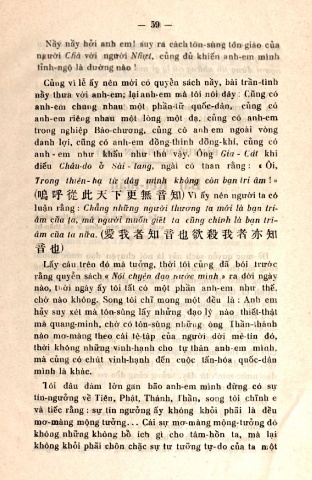 — 59 —
Nầy nầy hỡi anh em! suy ra cách tôn-sùng tôn-giáo của
người Chà với người Nhựt, cũng đủ khiến anh-em mình
tỉnh-ngộ là dường nào!
Cũng vì lẽ ấy nên mới có quyển sách nầy, bài trần-tình
nầy thưa với anh-em; lại anh-em mà tôi nói đây: Cũng có
anh-em chung nhau một phần-tử quốc-dân, cũng có
anh-em riêng nhau một lòng một dạ, cũng có anh-em
trong nghiệp Báo-chương, cũng có anh-em ngoài vòng
danh lợi, cũng có anh-em đồng-thinh đồng-khí, cũng có
anh-em như khấu như thù vậy. Ông Gia-Cát khi
điếu Châu-do ở Sài-tang, ngài có than rằng: « Ôi,
Trong thiên-hạ từ đây mình không còn bạn tri âm! »
(嗚呼從此天下更無音知) Vì ấy nên người ta có
luận rằng: Chẳng những người thương ta mới là bạn tri-
âm của ta, mà người muốn giết ta cũng chính là bạn tri-
âm của ta nữa. (愛我者知音也欲殺我者亦知
音也)
Lấy câu trên đó mà tưởng, thời tôi cũng đã bói trước
rằng quyển sách « Nói chyện đạo nước mình » ra đời ngày
nào, thời ngày ấy tôi tất có một phần anh-em như thế,
chớ nào không. Song tôi chỉ mong một đều là: Anh em
hãy suy xét mà tôn-sùng lấy những đạo lý nào thiết-thật
mà quang-minh, chớ có tôn-sùng những ông Thần-thánh
nào mơ-màng theo cái tệ-tập của người đời mê-tín đó,
thời không những vinh-hạnh cho tự thân anh-em mình,
mà cũng có chút vinh-hạnh đến cuộc tấn-hóa quốc-dân
mình là khác.
Tôi đâu dám lớn gan bảo anh-em mình đừng có sự
tín-ngưỡng về Tiên, Phật, Thánh, Thần, song tôi chỉnh e
và tiếc rằng: sự tín ngưỡng ấy không khỏi phải là đều
mơ-màng mộng tưởng... Cái sự mơ-màng mộng-tưởng đó
không những không bổ ích gì cho tâm-hồn ta, mà lại
không khỏi phải chôn chặc sự tư tưởng tự-do của ta một